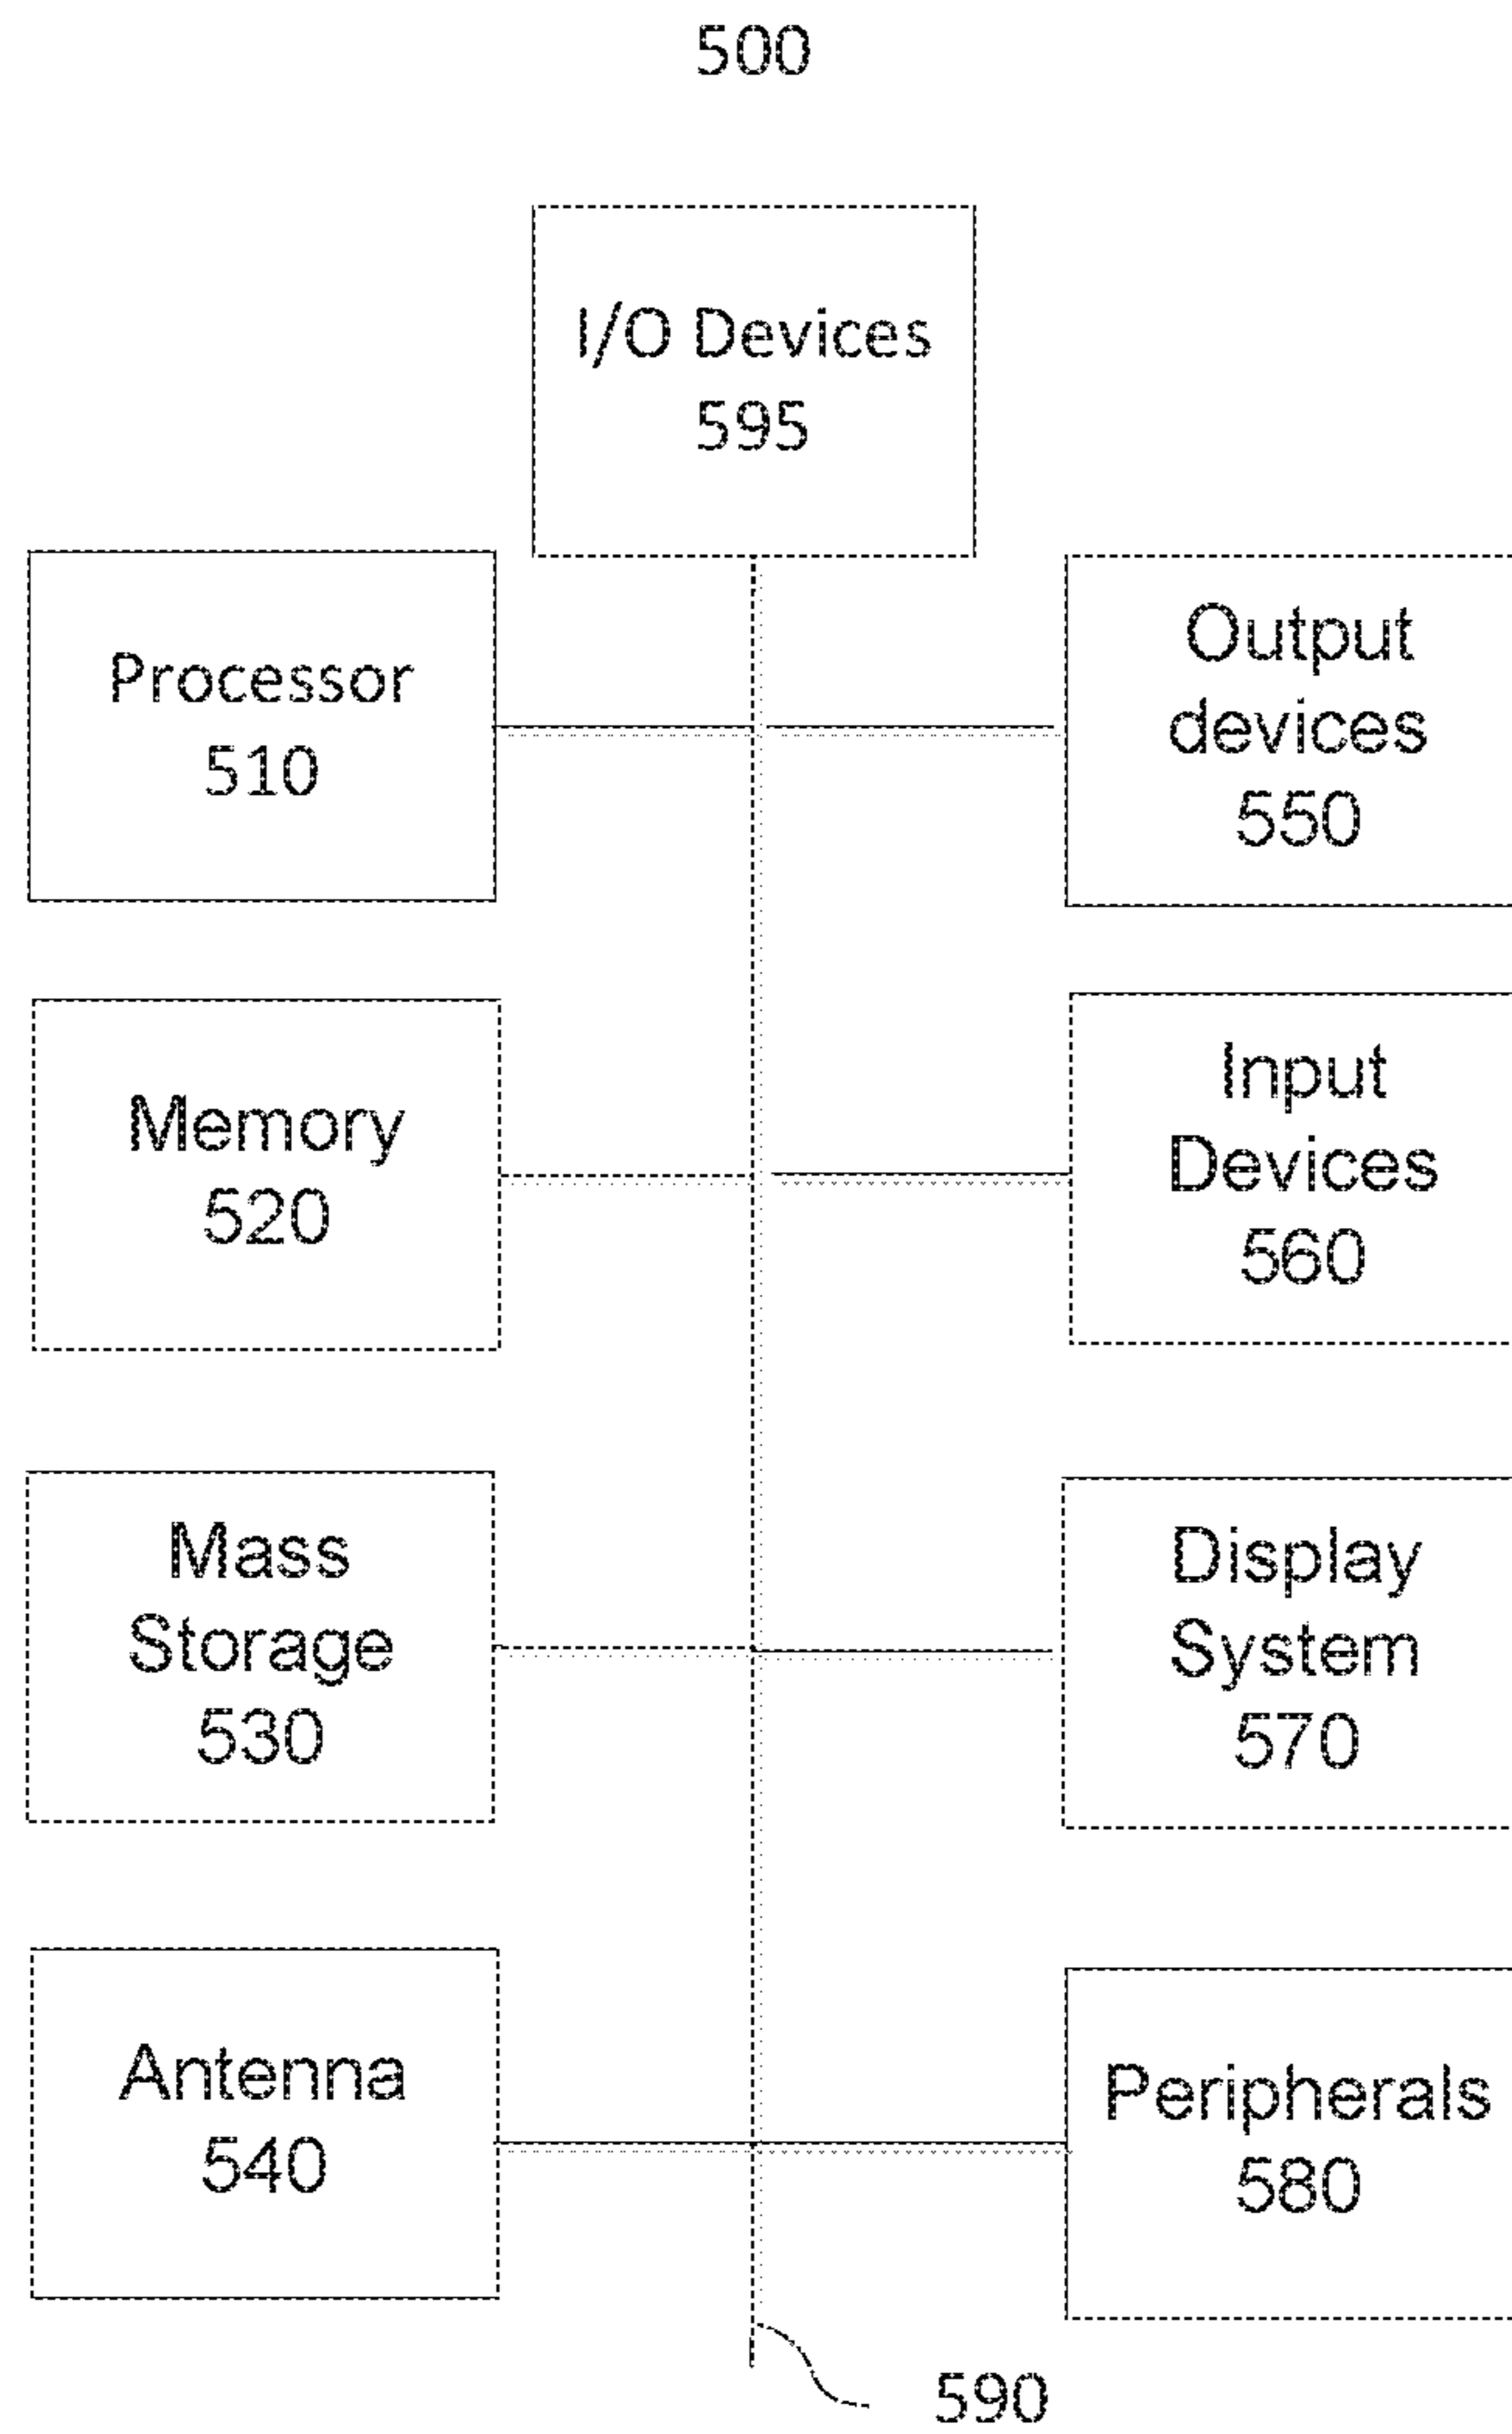 500
I/O Devices
595
Processor
510
Output
devices
550
Memory
520
Input
Devices
560
Mass
Storage
530
Display
System
570
Antenna
540
Peripherals
580
590